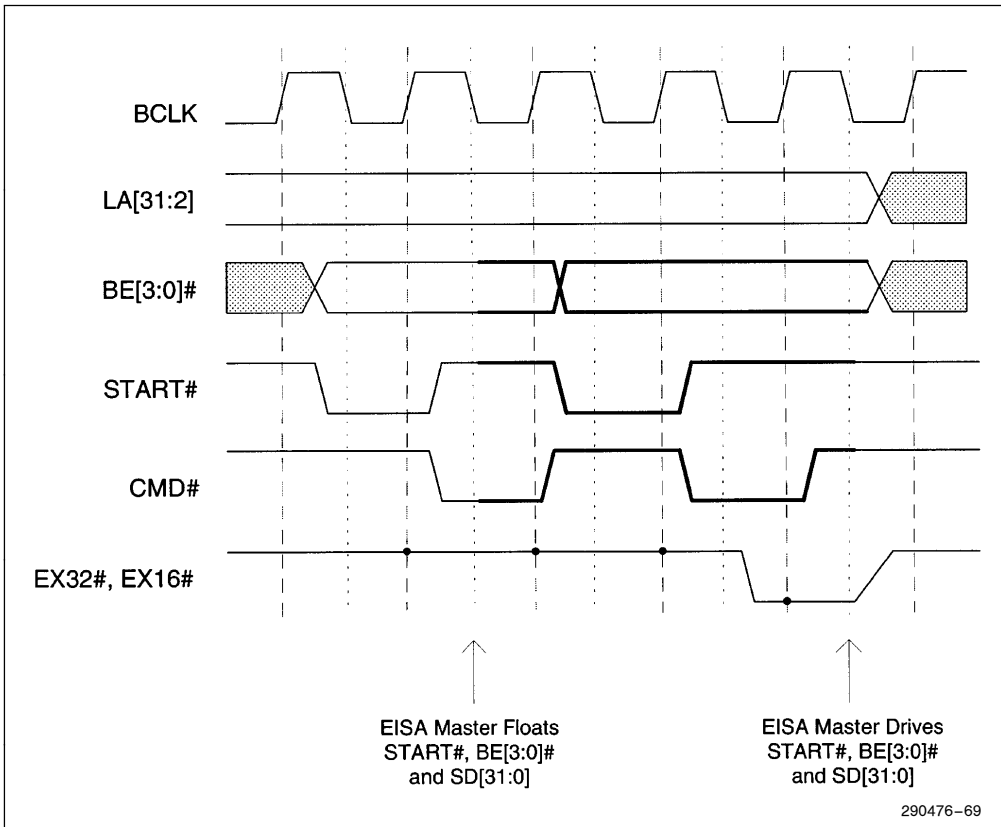 BCLK
LA[31:2]
BE[3:0]#
START#
CMD#
EX32#, EX16#
EISA Master Floats
START#, BE[3:0]#
and SD[31:0]
EISA Master Drives
START#, BE[3:0]#
and SD[31:0]
290476–69